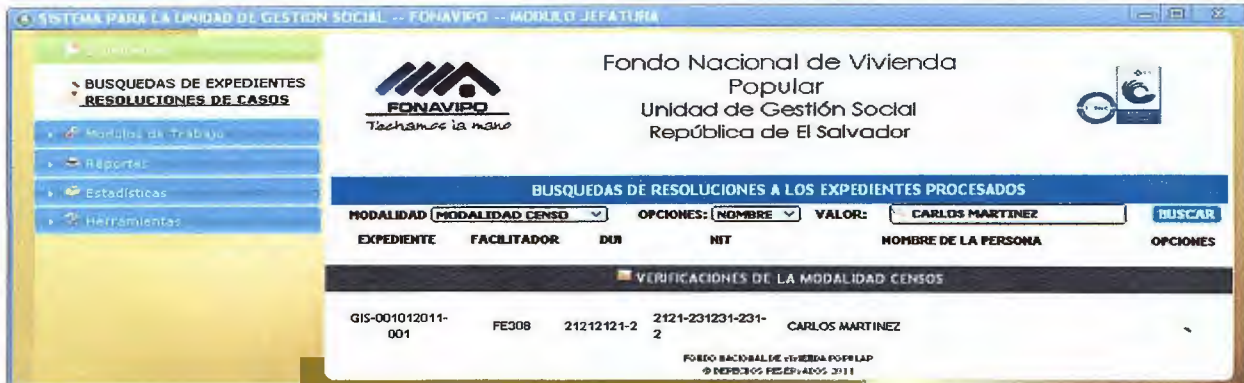 SISTEMA PARA LA UNIDAD DE GESTION SOCIAL -- FONAVIPO -- MODULO JEFATURA
BUSQUEDAS DE EXPEDIENTES
RESOLUCIONES DE CASOS
Modulos de Trabajo
Reportes
Estadísticas
Herramientas
FONAVIPO
Techamos la mano
Fondo Nacional de Vivienda
Popular
Unidad de Gestión Social
República de El Salvador
BUSQUEDAS DE RESOLUCIONES A LOS EXPEDIENTES PROCESADOS
MODALIDAD MODALIDAD CENSO OPCIONES: NOMBRE VALOR: CARLOS MARTINEZ BUSCAR
EXPEDIENTE FACILITADOR DUI NIT NOMBRE DE LA PERSONA OPCIONES
VERIFICACIONES DE LA MODALIDAD CENSOS
GIS-001012011-
001 FE308 21212121-2 2121-231231-231-
2 CARLOS MARTINEZ
FONDO NACIONAL DE VIVIENDA POPULAR
© DERECHOS RESERVADOS 2011